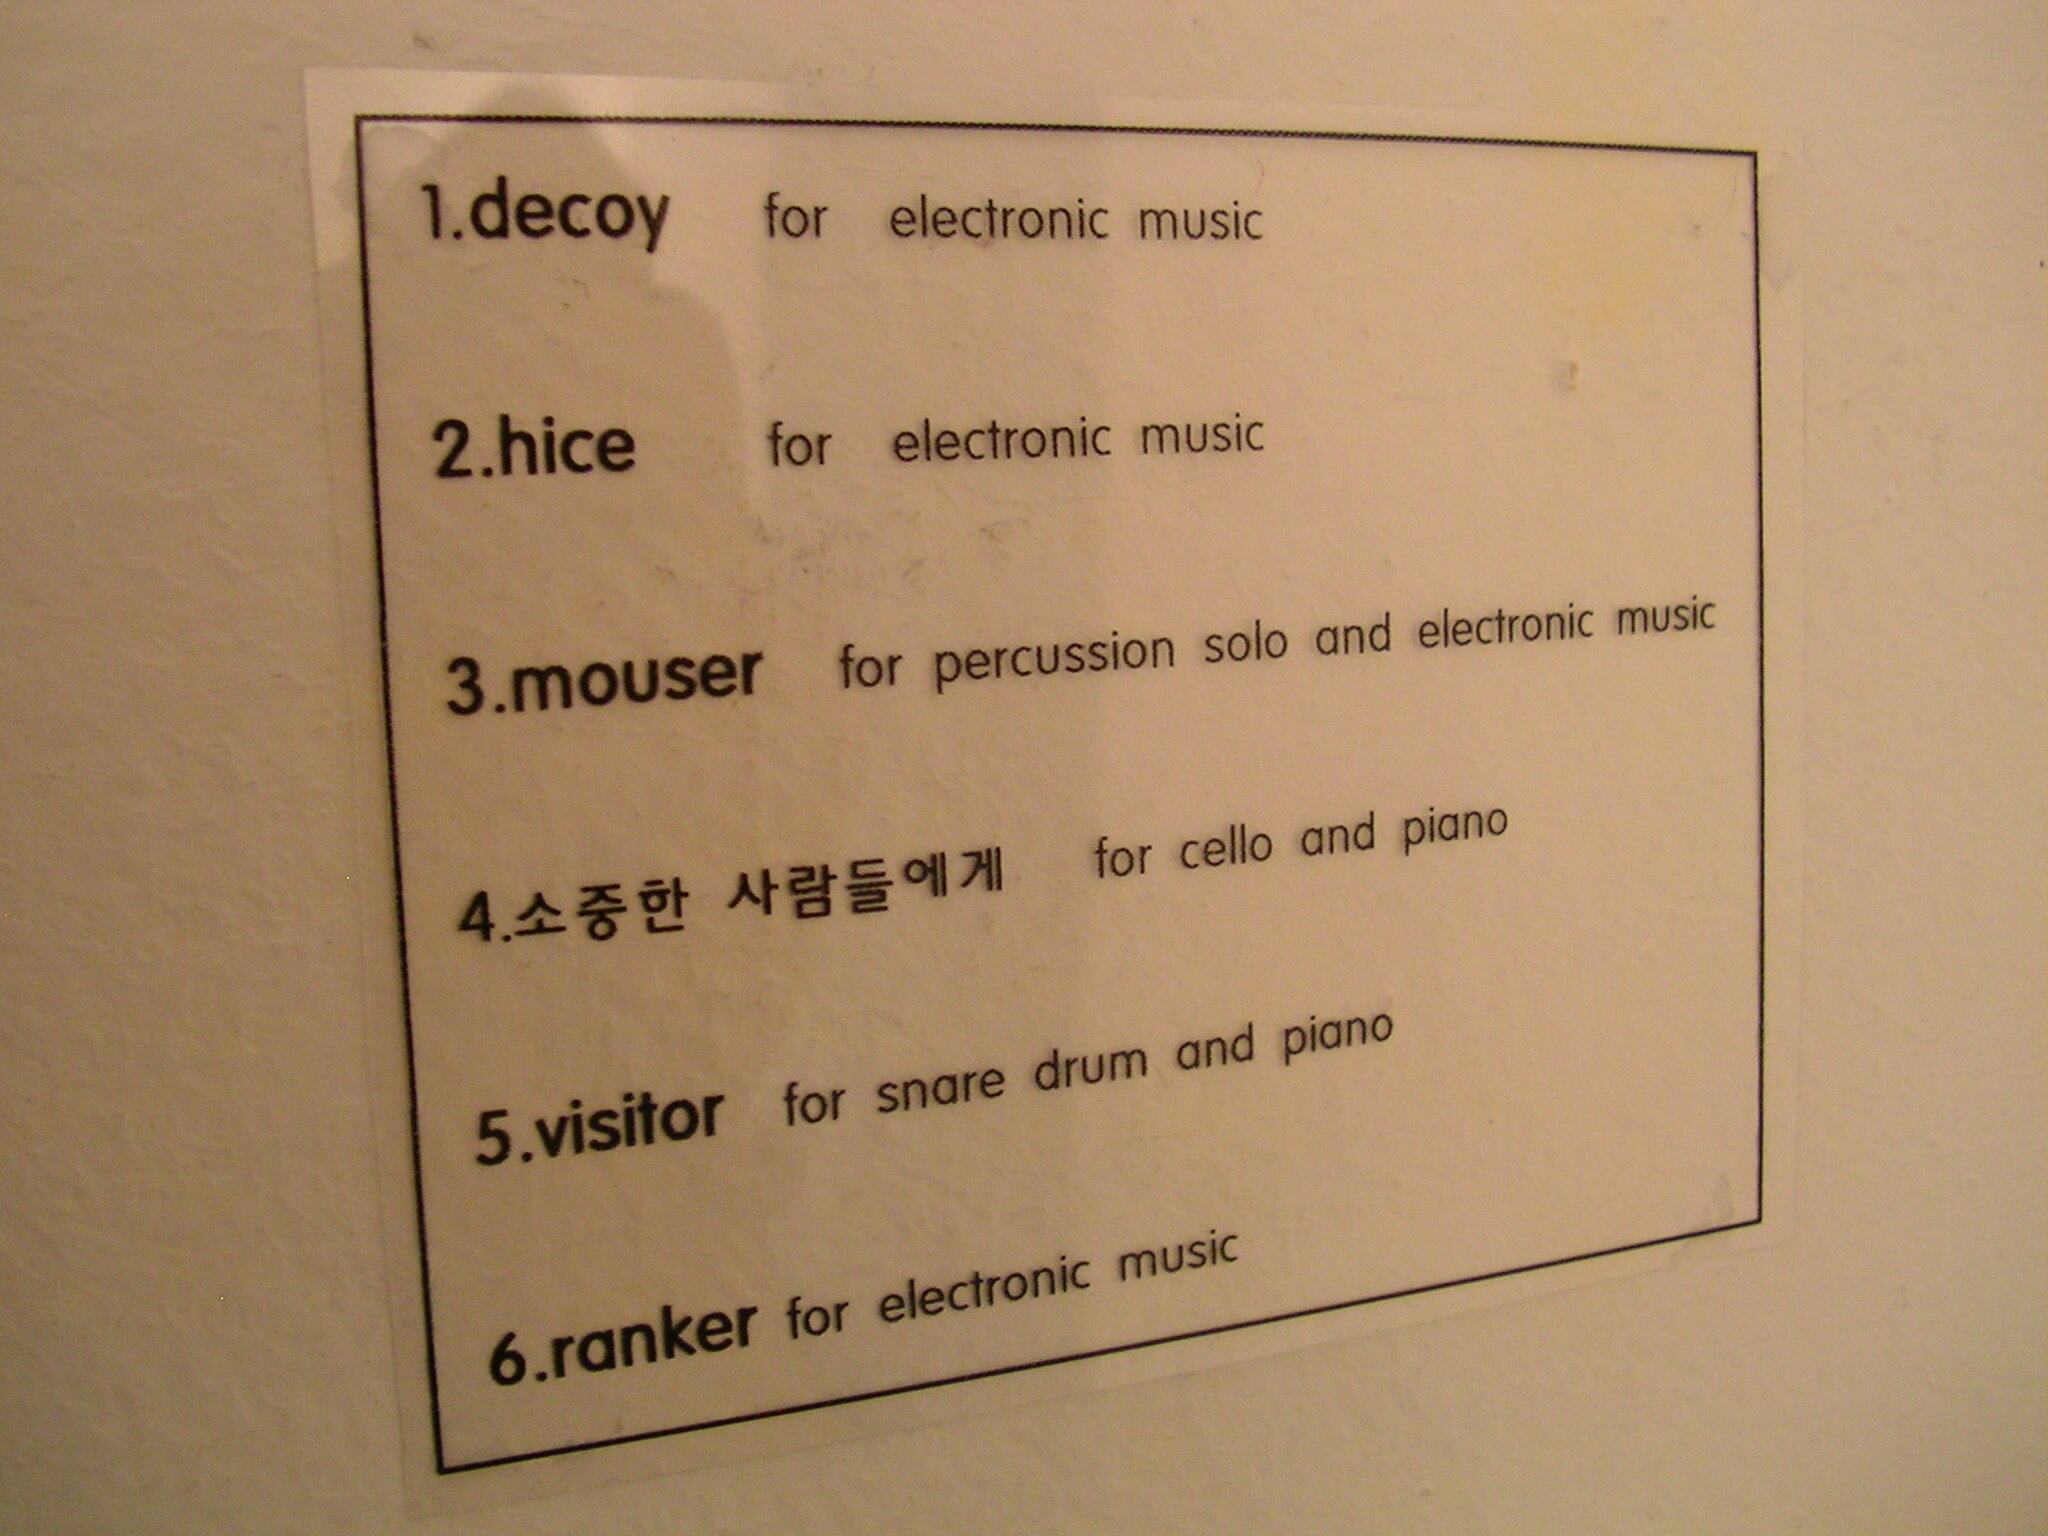 1.decoy for electronic music
2.hice for electronic music
3.mouser for percussion solo and electronic music
4.소중한 사람들에게 for cello and piano
5.visitor for snare drum and piano
6.ranker for electronic music